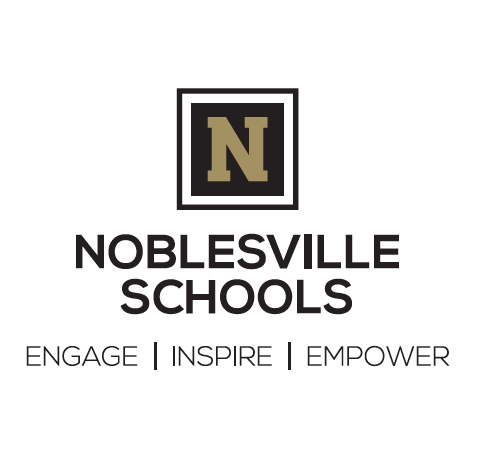 N
NOBLESVILLE
SCHOOLS
ENGAGE | INSPIRE | EMPOWER